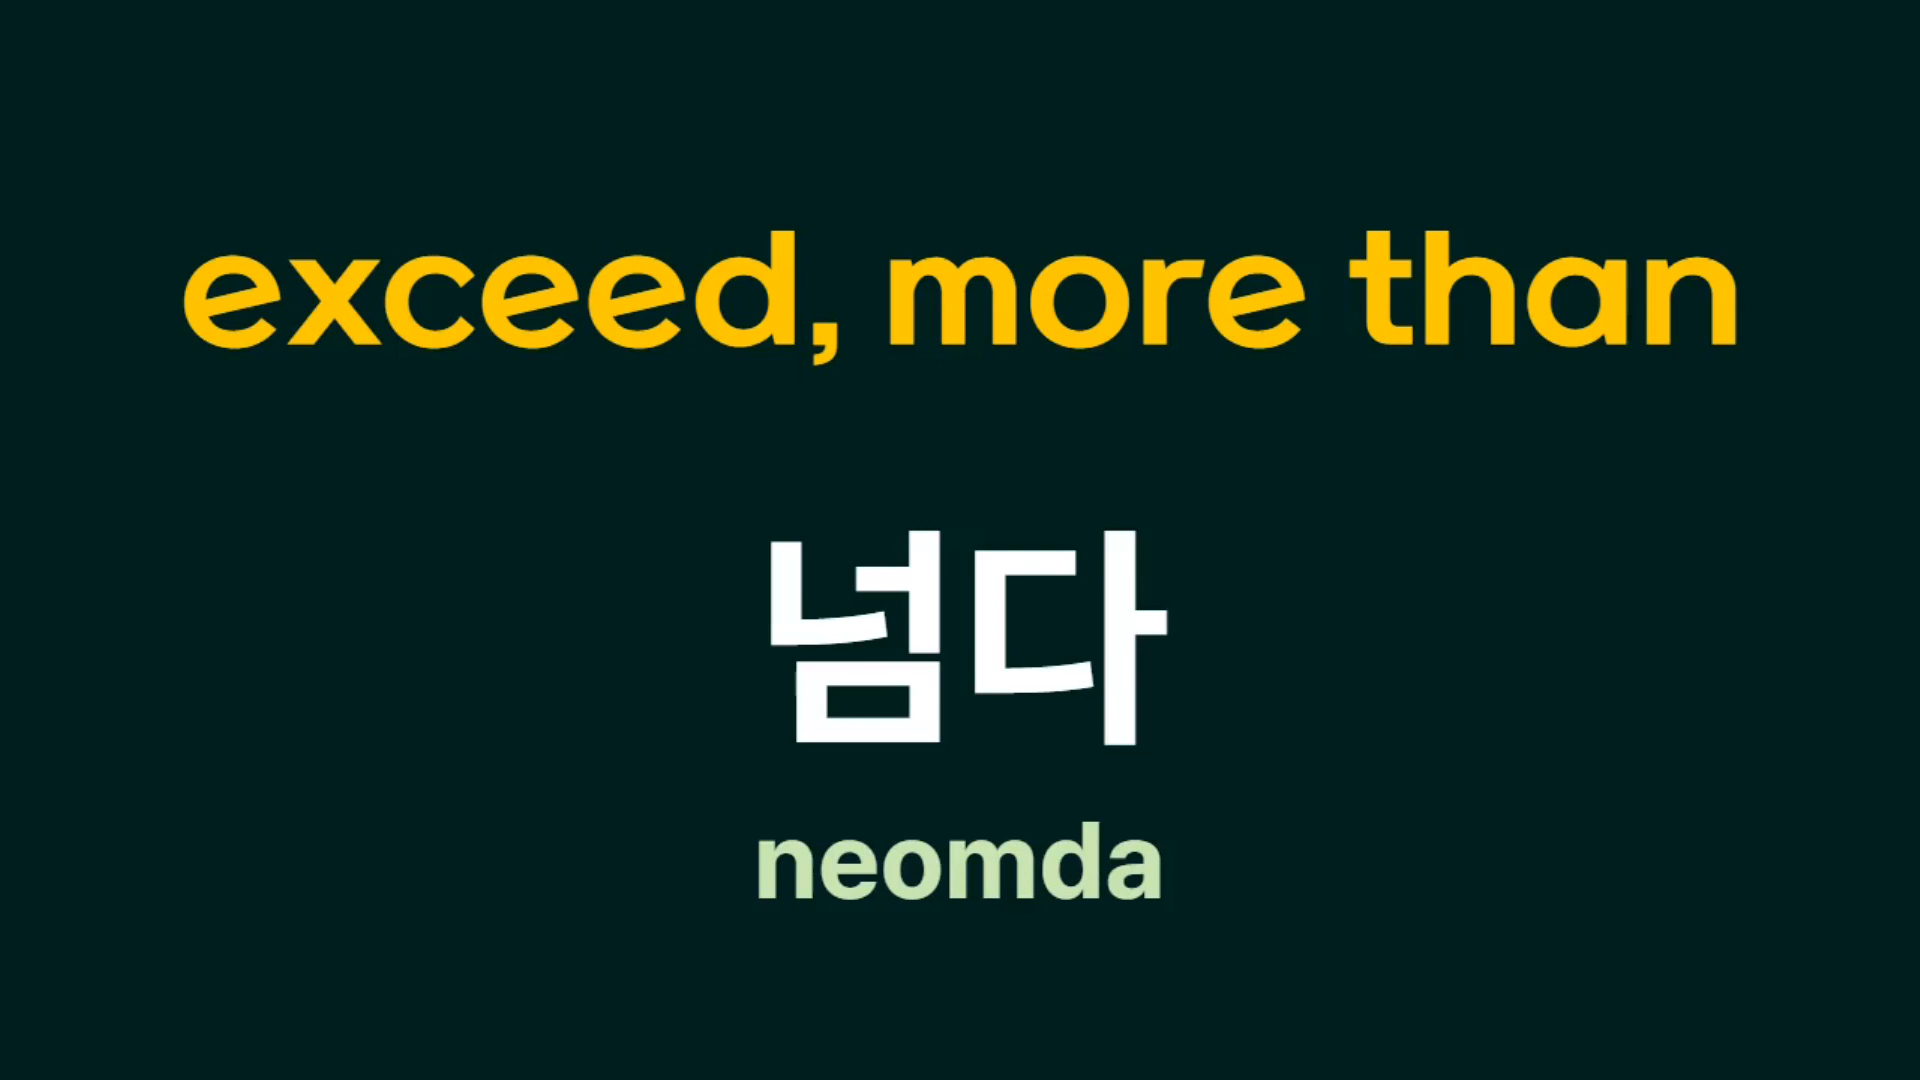 exceed, more than
넘다
neomda